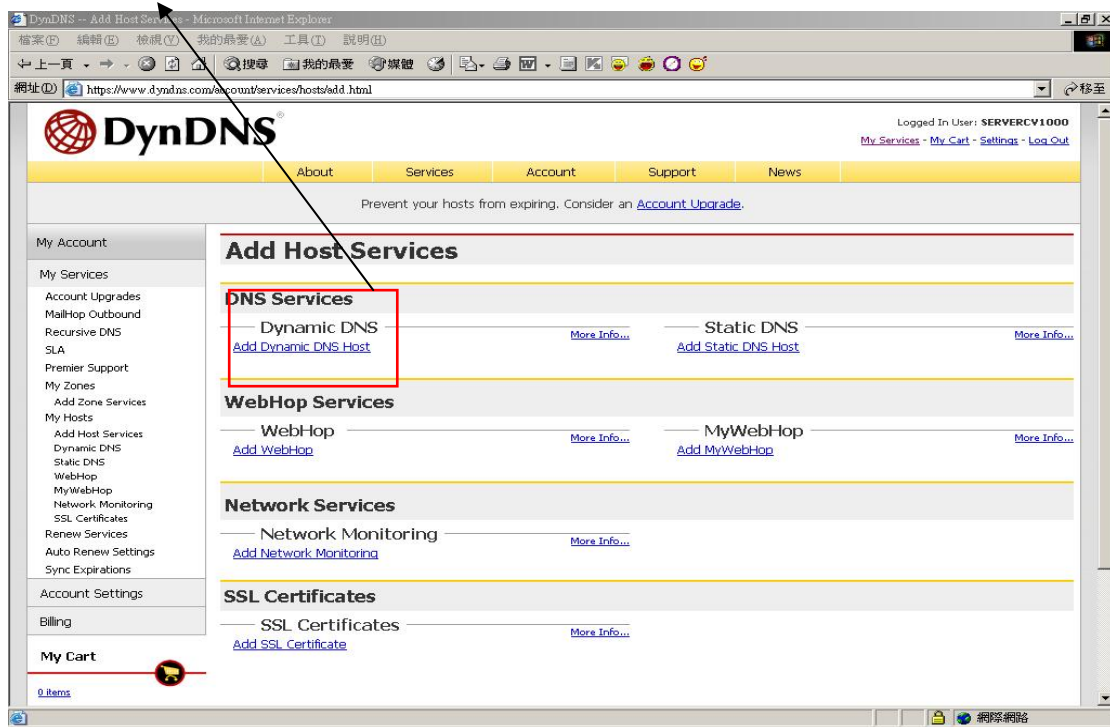 DynDNS -- Add Host Services - Microsoft Internet Explorer
檔案(F) 編輯(E) 檢視(V) 我的最愛(A) 工具(T) 說明(H)
上一頁 搜尋 我的最愛 媒體
網址(D) https://www.dyndns.com/account/services/hosts/add.html 移至
DynDNS®
Logged In User: SERVERCV1000
My Services - My Cart - Settings - Log Out
About Services Account Support News
Prevent your hosts from expiring. Consider an Account Upgrade.
My Account
My Services
Account Upgrades
MailHop Outbound
Recursive DNS
SLA
Premier Support
My Zones
Add Zone Services
My Hosts
Add Host Services
Dynamic DNS
Static DNS
WebHop
MyWebHop
Network Monitoring
SSL Certificates
Renew Services
Auto Renew Settings
Sync Expirations
Account Settings
Billing
My Cart
0 items
Add Host Services
DNS Services
Dynamic DNS More Info...
Add Dynamic DNS Host
Static DNS More Info...
Add Static DNS Host
WebHop Services
WebHop More Info...
Add WebHop
MyWebHop More Info...
Add MyWebHop
Network Services
Network Monitoring More Info...
Add Network Monitoring
SSL Certificates
SSL Certificates More Info...
Add SSL Certificate
網際網路